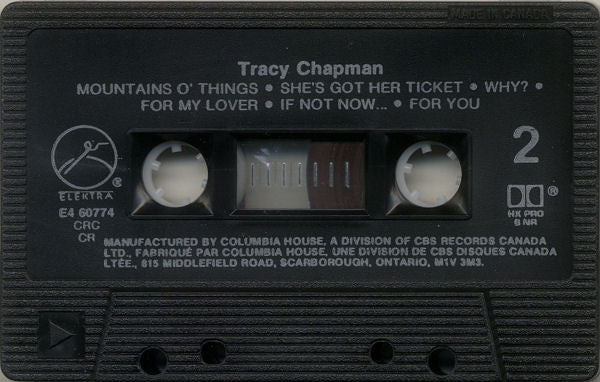 MADE IN CANADA
Tracy Chapman
MOUNTAINS O' THINGS • SHE'S GOT HER TICKET • WHY? •
FOR MY LOVER • IF NOT NOW... • FOR YOU
2
ELEKTRA ®
E4 60774
CRC
CR
®
HX PRO
B NR
MANUFACTURED BY COLUMBIA HOUSE, A DIVISION OF CBS RECORDS CANADA
LTD., FABRIQUÉ PAR COLUMBIA HOUSE, UNE DIVISION DE CBS DISQUES CANADA
LTÉE., 815 MIDDLEFIELD ROAD, SCARBOROUGH, ONTARIO, M1V 3M3.